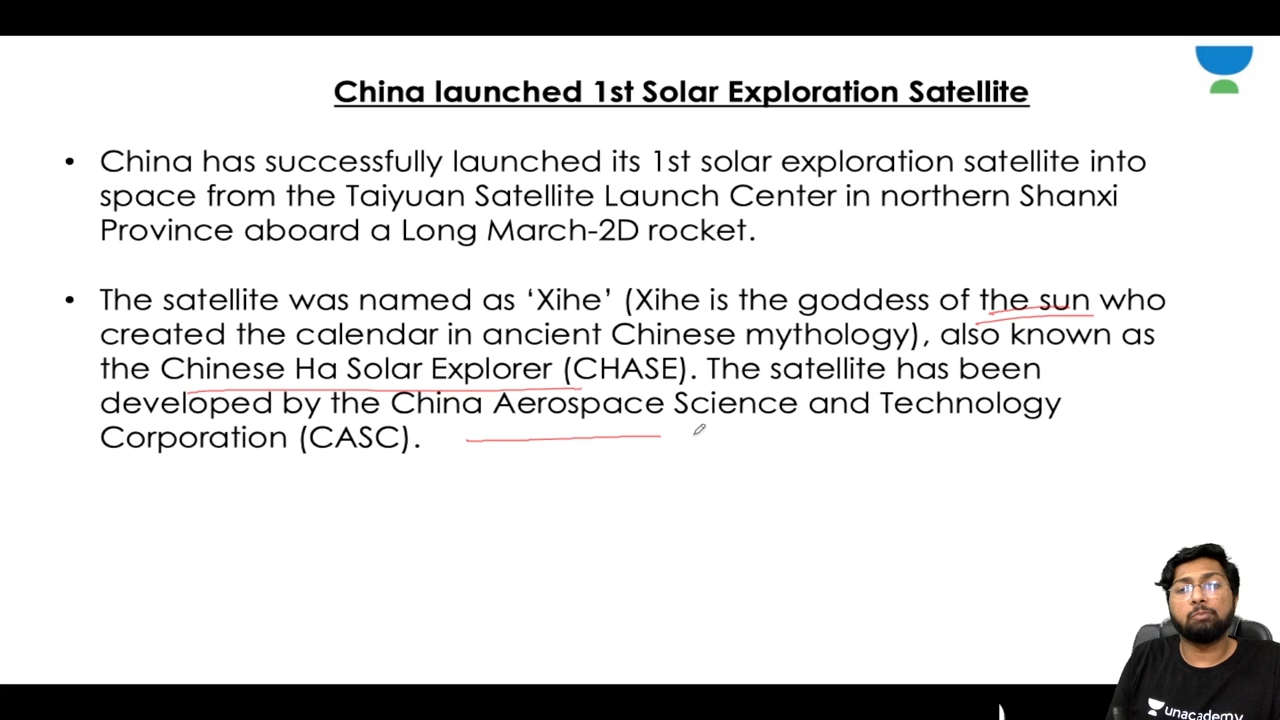 China launched 1st Solar Exploration Satellite
• China has successfully launched its 1st solar exploration satellite into
space from the Taiyuan Satellite Launch Center in northern Shanxi
Province aboard a Long March-2D rocket.
• The satellite was named as ‘Xihe’ (Xihe is the goddess of the sun who
created the calendar in ancient Chinese mythology), also known as
the Chinese Ha Solar Explorer (CHASE). The satellite has been
developed by the China Aerospace Science and Technology
Corporation (CASC).
unacademy